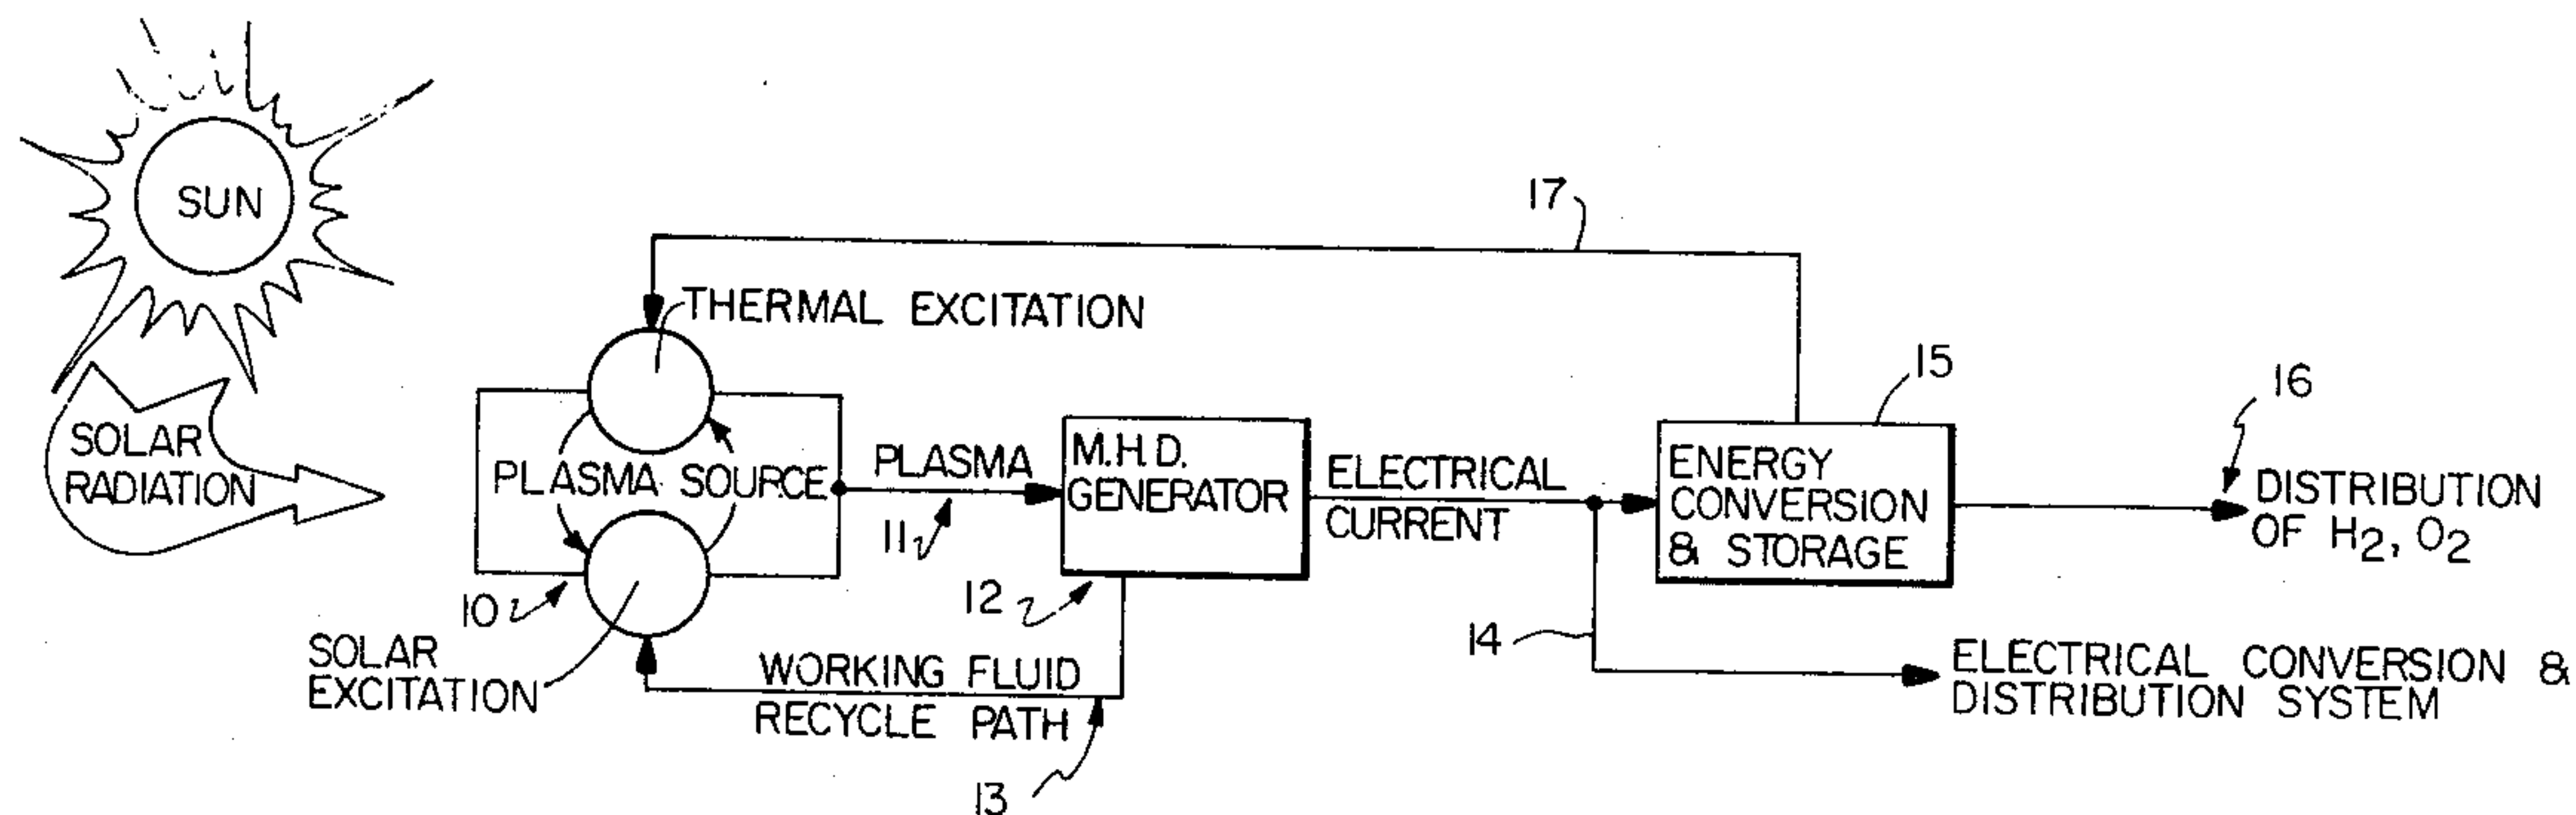 SUN
SOLAR
RADIATION
17
THERMAL EXCITATION
PLASMA SOURCE
10
SOLAR
EXCITATION
PLASMA
11
M.H.D.
GENERATOR
12
WORKING FLUID
RECYCLE PATH
13
ELECTRICAL
CURRENT
14
15
ENERGY
CONVERSION
& STORAGE
16
DISTRIBUTION
OF H2, O2
ELECTRICAL CONVERSION &
DISTRIBUTION SYSTEM